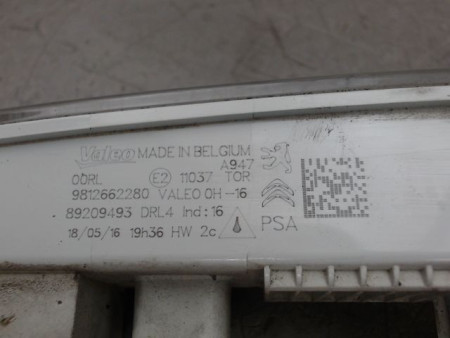 Valeo MADE IN BELGIUM
A947
00RL E2 11037 TOR
9812662280 VALEO 0H-16
89209493 DRL4 Ind:16
18/05/16 19h36 HW 2c
PSA